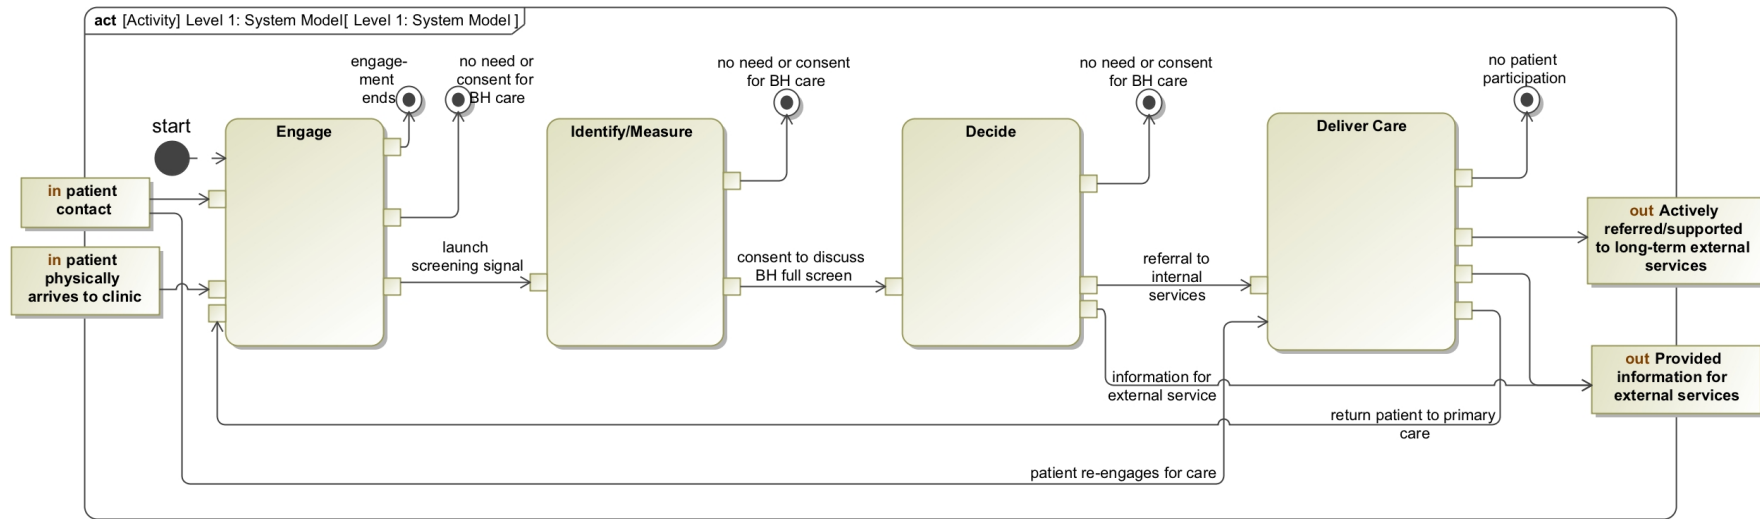 act [Activity] Level 1: System Model[ Level 1: System Model ]
engage-
ment
ends
no need or
consent for
BH care
no need or consent
for BH care
no need or consent
for BH care
no patient
participation
start
Engage
Identify/Measure
Decide
Deliver Care
in patient
contact
in patient
physically
arrives to clinic
launch
screening signal
consent to discuss
BH full screen
referral to
internal
services
out Actively
referred/supported
to long-term external
services
information for
external service
out Provided
information for
external services
return patient to primary
care
patient re-engages for care